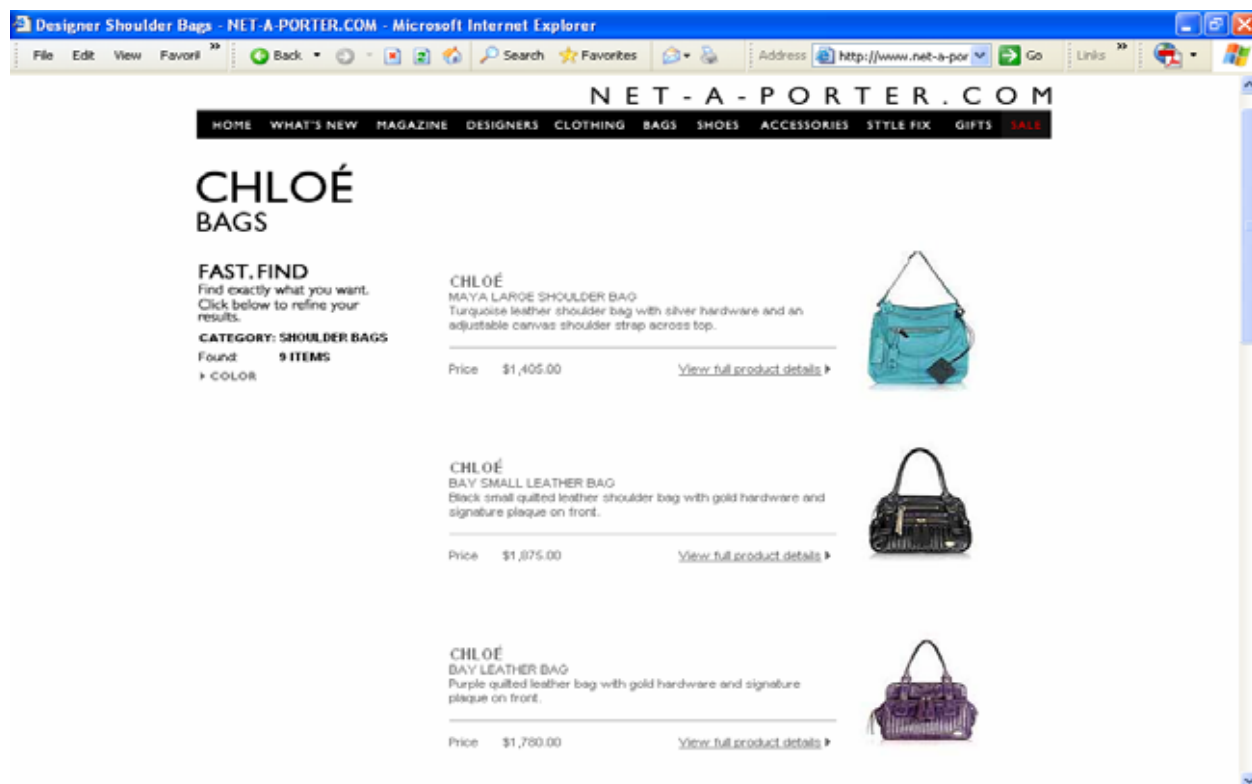 Designer Shoulder Bags - NET-A-PORTER.COM - Microsoft Internet Explorer
File Edit View Favorit » Back Search Favorites Address http://www.net-a-por Go Links »
NET-A-PORTER.COM
HOME WHAT'S NEW MAGAZINE DESIGNERS CLOTHING BAGS SHOES ACCESSORIES STYLE FIX GIFTS SALE
CHLOÉ
BAGS
FAST. FIND
Find exactly what you want.
Click below to refine your
results.
CATEGORY: SHOULDER BAGS
Found: 9 ITEMS
COLOR
CHLOÉ
MAYA LARGE SHOULDER BAG
Turquoise leather shoulder bag with silver hardware and an
adjustable canvas shoulder strap across top.
Price $1,405.00 View full product details
CHLOÉ
BAY SMALL LEATHER BAG
Black small quilted leather shoulder bag with gold hardware and
signature plaque on front.
Price View full product details
CHLOÉ
BAY LEATHER BAG
Purple quilted leather bag with gold hardware and signature
plaque on front.
Price $1,780.00 View full product details